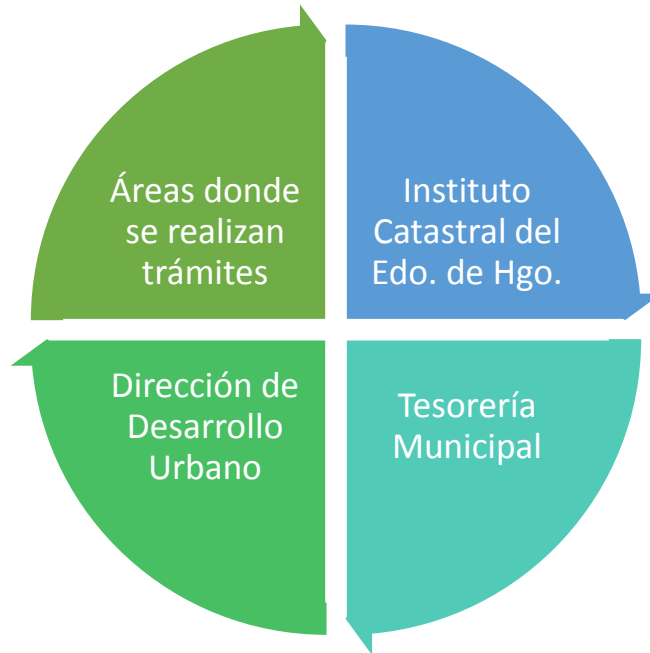 Áreas donde
se realizan
trámites
Instituto
Catastral del
Edo. de Hgo.
Dirección de
Desarrollo
Urbano
Tesorería
Municipal